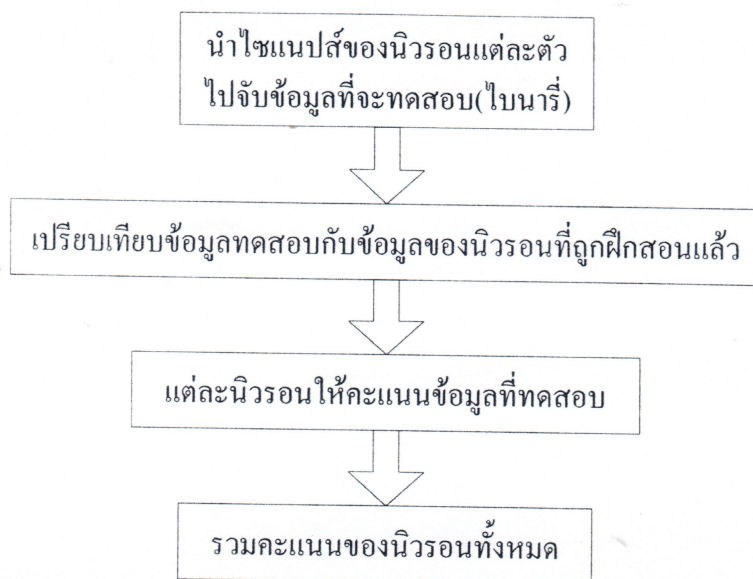 นำไซแนปส์ของนิวรอนแต่ละตัว
ไปจับข้อมูลที่จะทดสอบ(ไบนารี่)
เปรียบเทียบข้อมูลทดสอบกับข้อมูลของนิวรอนที่ถูกฝึกสอนแล้ว
แต่ละนิวรอนให้คะแนนข้อมูลที่ทดสอบ
รวมคะแนนของนิวรอนทั้งหมด